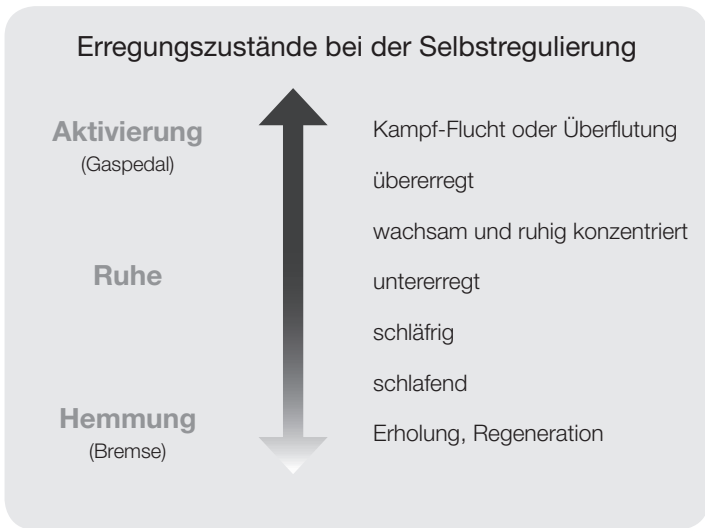 Erregungszustände bei der Selbstregulierung
Aktivierung
(Gaspedal)
Ruhe
Hemmung
(Bremse)
Kampf-Flucht oder Überflutung
übererregt
wachsam und ruhig konzentriert
untererregt
schläfrig
schlafend
Erholung, Regeneration